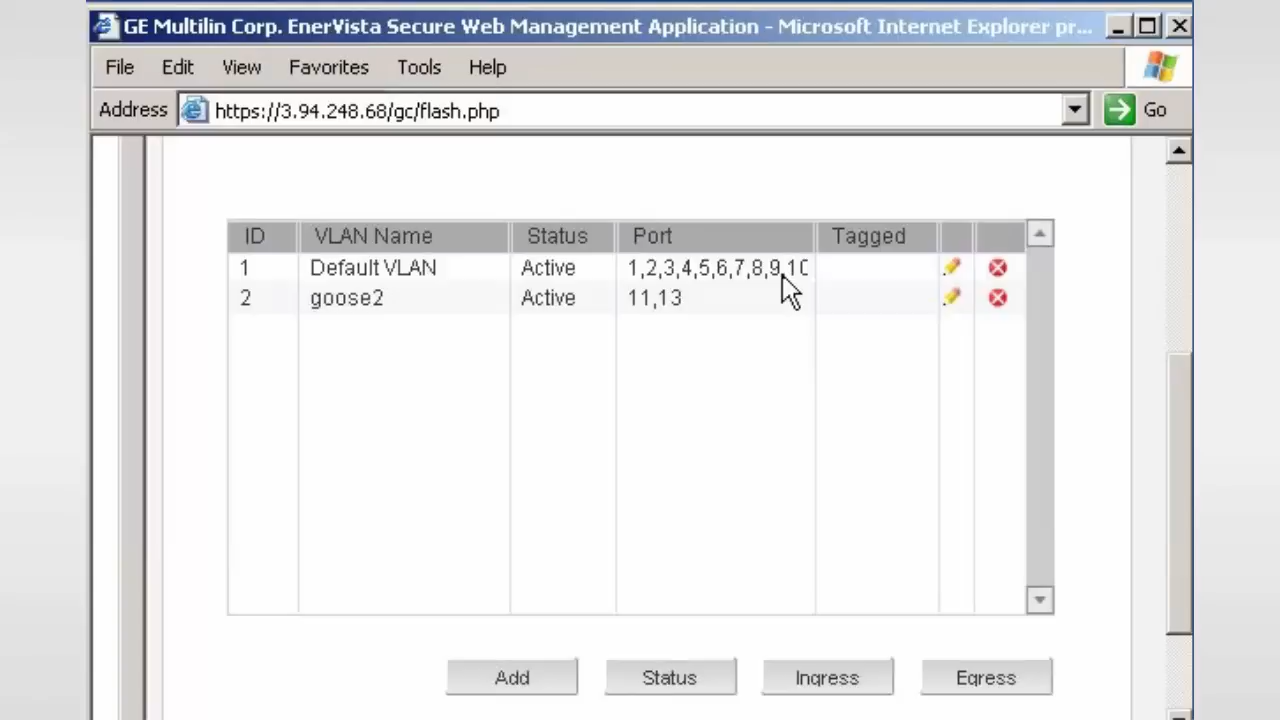 GE Multilin Corp. EnerVista Secure Web Management Application - Microsoft Internet Explorer pr...
File Edit View Favorites Tools Help
Address https://3.94.248.68/gc/flash.php Go
ID VLAN Name Status Port Tagged
1 Default VLAN Active 1,2,3,4,5,6,7,8,9,10
2 goose2 Active 11,13
Add Status Ingress Egress